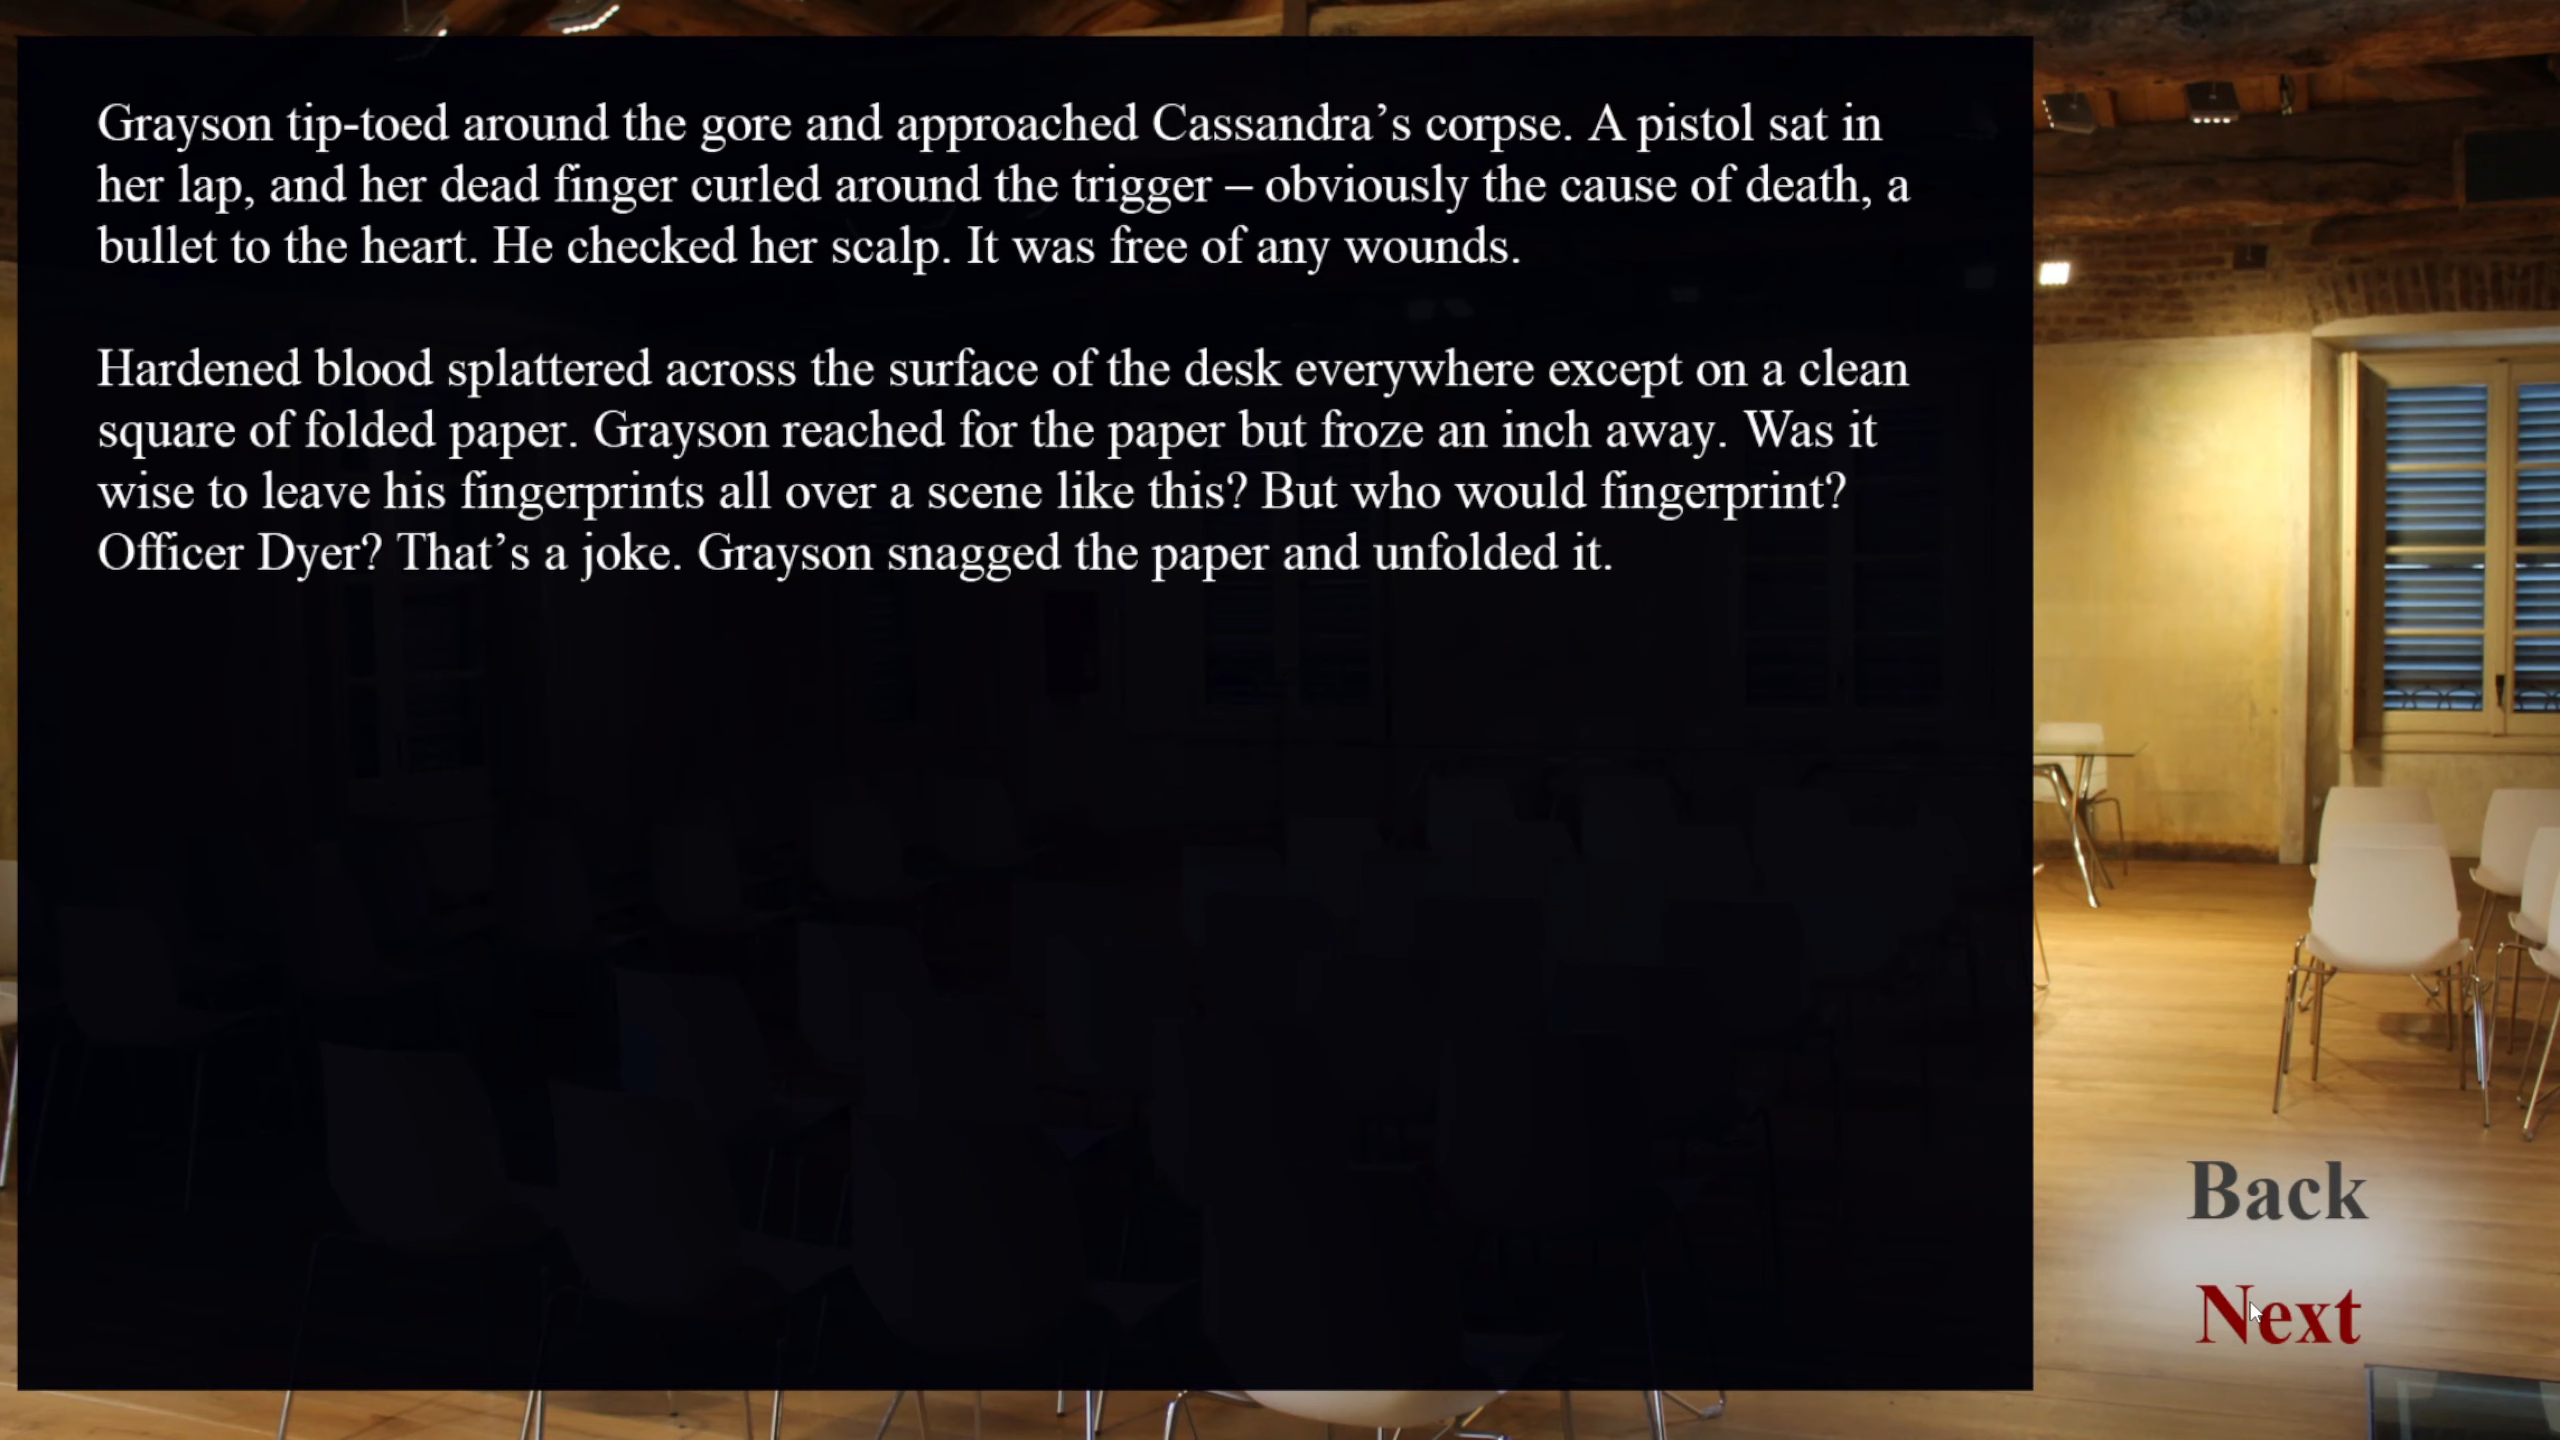 Grayson tip-toed around the gore and approached Cassandra’s corpse. A pistol sat in
her lap, and her dead finger curled around the trigger – obviously the cause of death, a
bullet to the heart. He checked her scalp. It was free of any wounds.
Hardened blood splattered across the surface of the desk everywhere except on a clean
square of folded paper. Grayson reached for the paper but froze an inch away. Was it
wise to leave his fingerprints all over a scene like this? But who would fingerprint?
Officer Dyer? That’s a joke. Grayson snagged the paper and unfolded it.
Back
Next